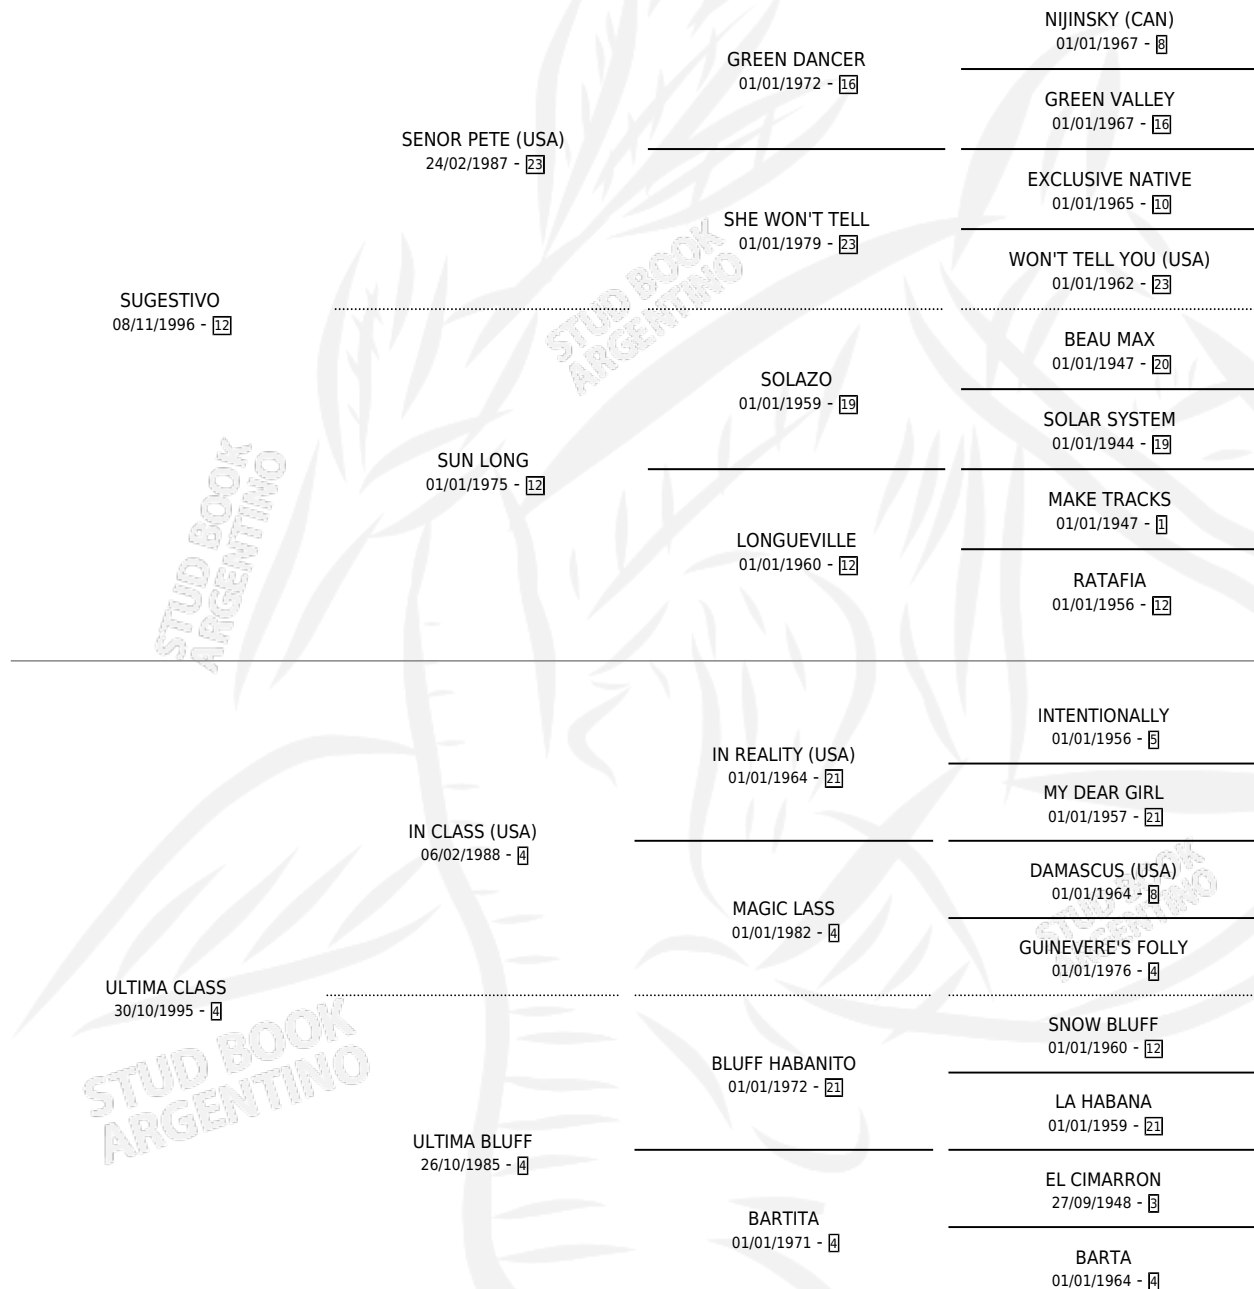 NIJINSKY (CAN)
01/01/1967 - 8
GREEN DANCER
01/01/1972 - 16
GREEN VALLEY
01/01/1967 - 16
SENOR PETE (USA)
24/02/1987 - 23
EXCLUSIVE NATIVE
01/01/1965 - 10
SHE WON'T TELL
01/01/1979 - 23
WON'T TELL YOU (USA)
01/01/1962 - 23
SUGESTIVO
08/11/1996 - 12
STUD BOOK
ARGENTINO
BEAU MAX
01/01/1947 - 20
SOLAZO
01/01/1959 - 19
SOLAR SYSTEM
01/01/1944 - 19
SUN LONG
01/01/1975 - 12
MAKE TRACKS
01/01/1947 - 1
LONGUEVILLE
01/01/1960 - 12
RATAFIA
01/01/1956 - 12
STUD BOOK
ARGENTINO
INTENTIONALLY
01/01/1956 - 5
IN REALITY (USA)
01/01/1964 - 21
MY DEAR GIRL
01/01/1957 - 21
IN CLASS (USA)
06/02/1988 - 4
DAMASCUS (USA)
01/01/1964 - 8
STUD BOOK
ARGENTINO
MAGIC LASS
01/01/1982 - 4
GUINEVERE'S FOLLY
01/01/1976 - 4
ULTIMA CLASS
30/10/1995 - 4
STUD BOOK
ARGENTINO
SNOW BLUFF
01/01/1960 - 12
BLUFF HABANITO
01/01/1972 - 21
LA HABANA
01/01/1959 - 21
ULTIMA BLUFF
26/10/1985 - 4
EL CIMARRON
27/09/1948 - 3
BARTITA
01/01/1971 - 4
BARTA
01/01/1964 - 4